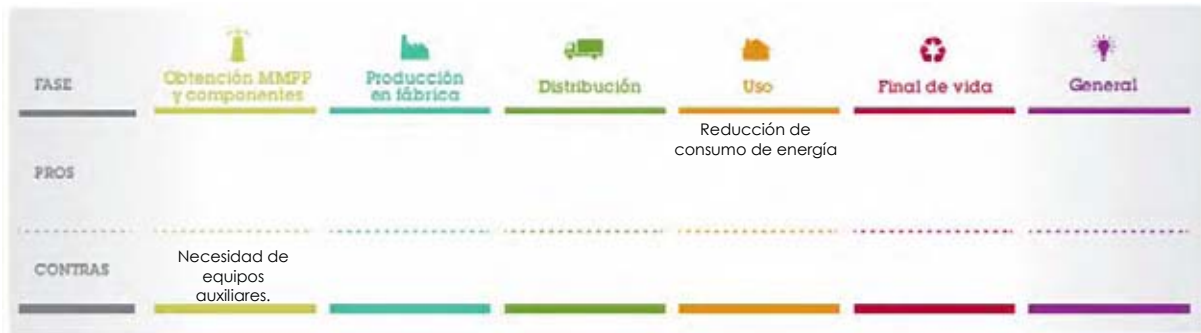 FASE
Obtención MMPP
y componentes
Producción
en fábrica
Distribución
Uso
Final de vida
General
PROS
Reducción de
consumo de energía
CONTRAS
Necesidad de
equipos
auxiliares.